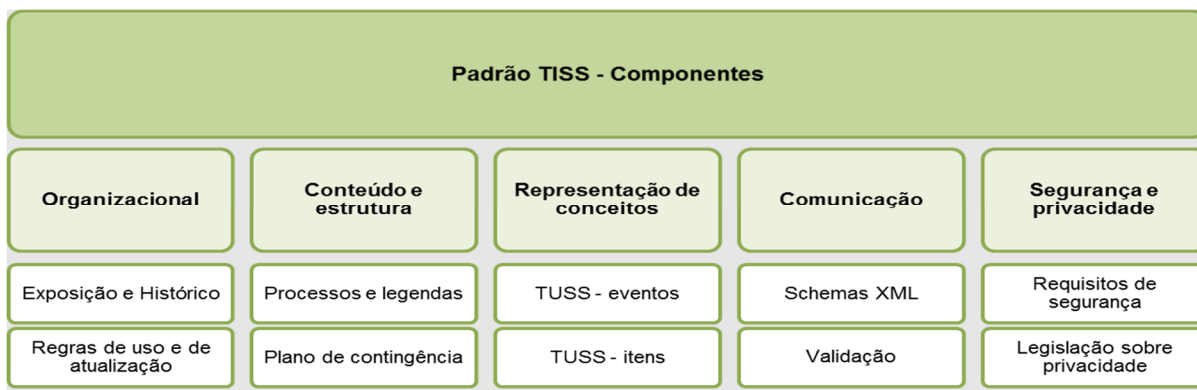 Padrão TISS - Componentes
Organizacional
Conteúdo e
estrutura
Representação de
conceitos
Comunicação
Segurança e
privacidade
Exposição e Histórico
Processos e legendas
TUSS - eventos
Schemas XML
Requisitos de
segurança
Regras de uso e de
atualização
Plano de contingência
TUSS - itens
Validação
Legislação sobre
privacidade